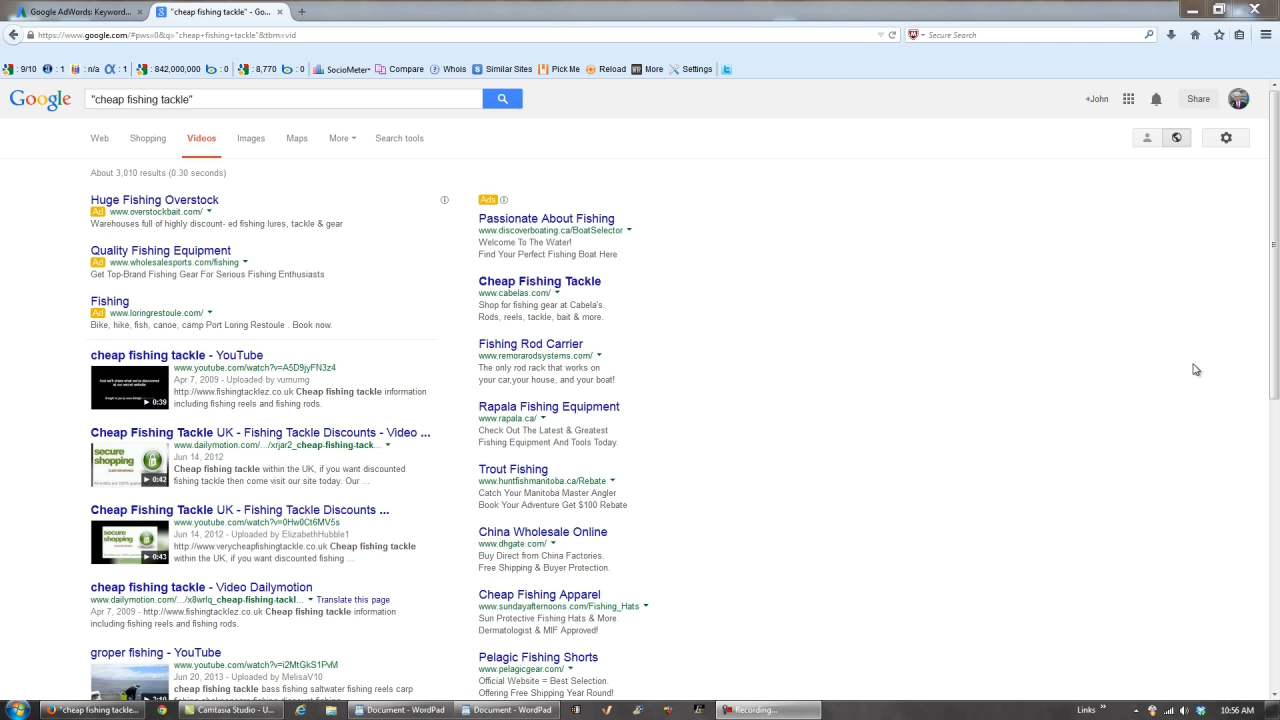 Google AdWords: Keyword...
"cheap fishing tackle" - Go...
https://www.google.com/#pws=0&q="cheap+fishing+tackle"&tbm=vid
Secure Search
: 9/10 : 1 : n/a : 1 : 842,000,000 : 0 : 8,770 : 0 SocioMeter Compare Whois Similar Sites Pick Me Reload More Settings
Google
"cheap fishing tackle"
+John
Share
Web Shopping Videos Images Maps More Search tools
About 3,010 results (0.30 seconds)
Huge Fishing Overstock
Ad www.overstockbait.com/
Warehouses full of highly discount- ed fishing lures, tackle & gear
Quality Fishing Equipment
Ad www.wholesalesports.com/fishing
Get Top-Brand Fishing Gear For Serious Fishing Enthusiasts
Fishing
Ad www.loringrestoule.com/
Bike, hike, fish, canoe, camp Port Loring Restoule . Book now.
cheap fishing tackle - YouTube
www.youtube.com/watch?v=A5D9jyFN3z4
Apr 7, 2009 - Uploaded by vurnumg
http://www.fishingtacklez.co.uk Cheap fishing tackle information
including fishing reels and fishing rods.
0:39
Cheap Fishing Tackle UK - Fishing Tackle Discounts - Video ...
www.dailymotion.com/.../xrjar2_cheap-fishing-tack...
Jun 14, 2012
Cheap fishing tackle within the UK, if you want discounted
fishing tackle then come visit our site today. Our ...
secure
shopping
0:42
Cheap Fishing Tackle UK - Fishing Tackle Discounts ...
www.youtube.com/watch?v=0Hw0Ct6MV5s
Jun 14, 2012 - Uploaded by ElizabethHubble1
http://www.verycheapfishingtackle.co.uk Cheap fishing tackle
within the UK, if you want discounted fishing ...
secure
shopping
0:43
cheap fishing tackle - Video Dailymotion
www.dailymotion.com/.../x8wrlq_cheap-fishing-tackl... Translate this page
Apr 7, 2009 - http://www.fishingtacklez.co.uk Cheap fishing tackle information
including fishing reels and fishing rods.
groper fishing - YouTube
www.youtube.com/watch?v=i2MtGkS1PvM
Jun 20, 2013 - Uploaded by MelisaV10
cheap fishing tackle bass fishing saltwater fishing reels carp
Ads
Passionate About Fishing
www.discoverboating.ca/BoatSelector
Welcome To The Water!
Find Your Perfect Fishing Boat Here
Cheap Fishing Tackle
www.cabelas.com/
Shop for fishing gear at Cabela's.
Rods, reels, tackle, bait & more.
Fishing Rod Carrier
www.remorarodsystems.com/
The only rod rack that works on
your car,your house, and your boat!
Rapala Fishing Equipment
www.rapala.ca/
Check Out The Latest & Greatest
Fishing Equipment And Tools Today.
Trout Fishing
www.huntfishmanitoba.ca/Rebate
Catch Your Manitoba Master Angler
Book Your Adventure Get $100 Rebate
China Wholesale Online
www.dhgate.com/
Buy Direct from China Factories.
Free Shipping & Buyer Protection.
Cheap Fishing Apparel
www.sundayafternoons.com/Fishing_Hats
Sun Protective Fishing Hats & More.
Dermatologist & MIF Approved!
Pelagic Fishing Shorts
www.pelagicgear.com/
Official Website = Best Selection.
Offering Free Shipping Year Round!
"cheap fishing tackle...
Camtasia Studio - U...
Document - WordPad
Document - WordPad
Recording...
Links
10:56 AM